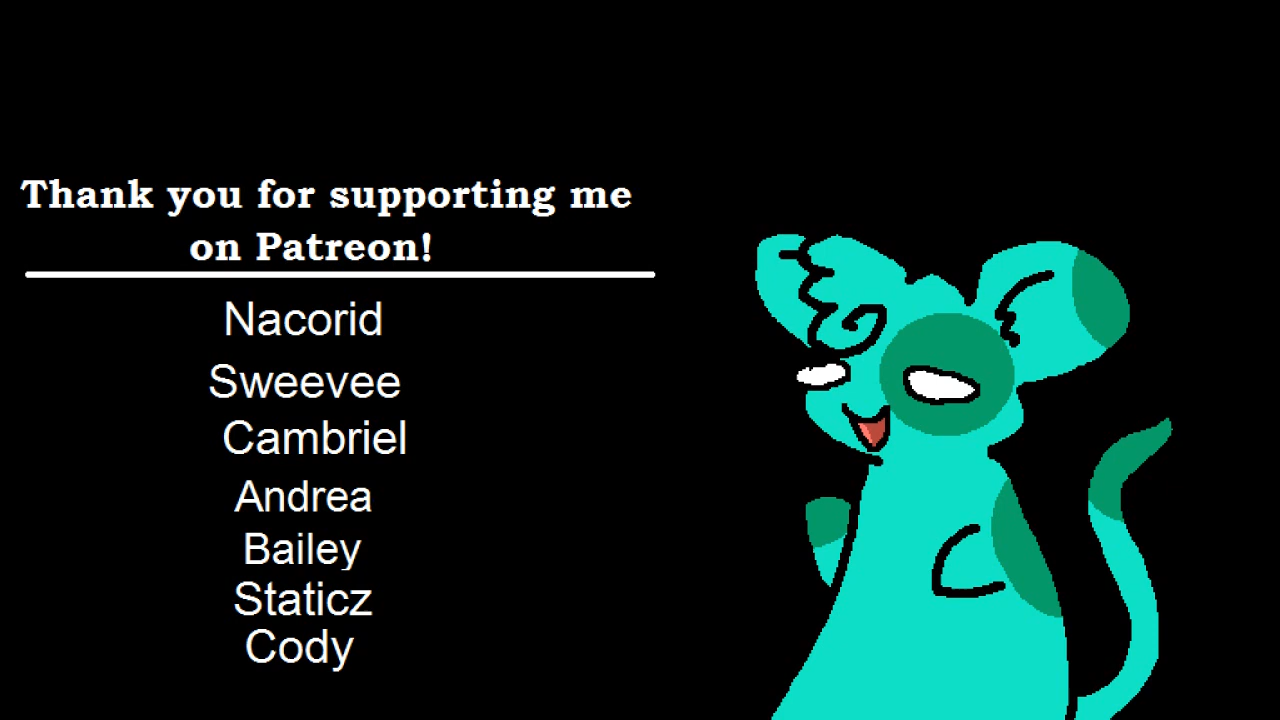 Thank you for supporting me
on Patreon!
Nacorid
Sweevee
Cambriel
Andrea
Bailey
Staticz
Cody